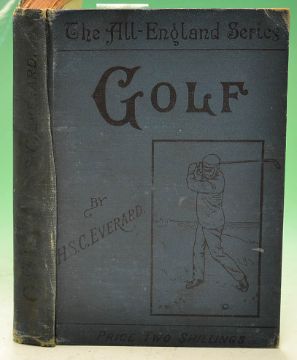 The All-England Series
GOLF
BY
H.S.C. EVERARD.
PRICE TWO SHILLINGS